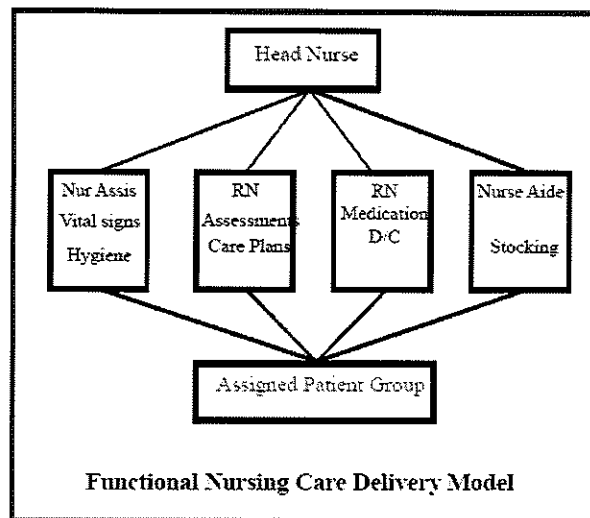 Head Nurse
Nur Assis
Vital signs
Hygiene
RN
Assessments
Care Plans
RN
Medication
D/C
Nurse Aide
Stocking
Assigned Patient Group
Functional Nursing Care Delivery Model